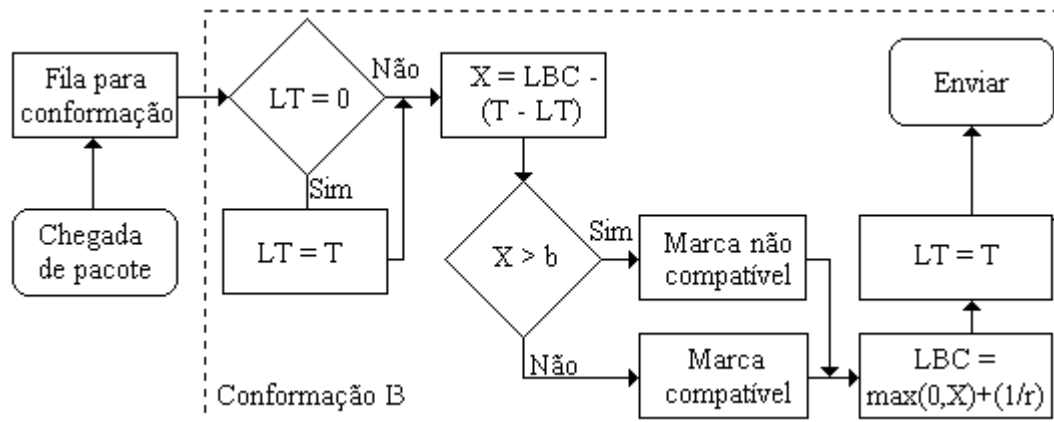 Fila para
conformação
Chegada
de pacote
LT = 0
Não
Sim
LT = T
X = LBC -
(T - LT)
X > b
Sim
Não
Marca não
compatível
Marca
compatível
LBC =
max(0,X)+(1/r)
LT = T
Enviar
Conformação B